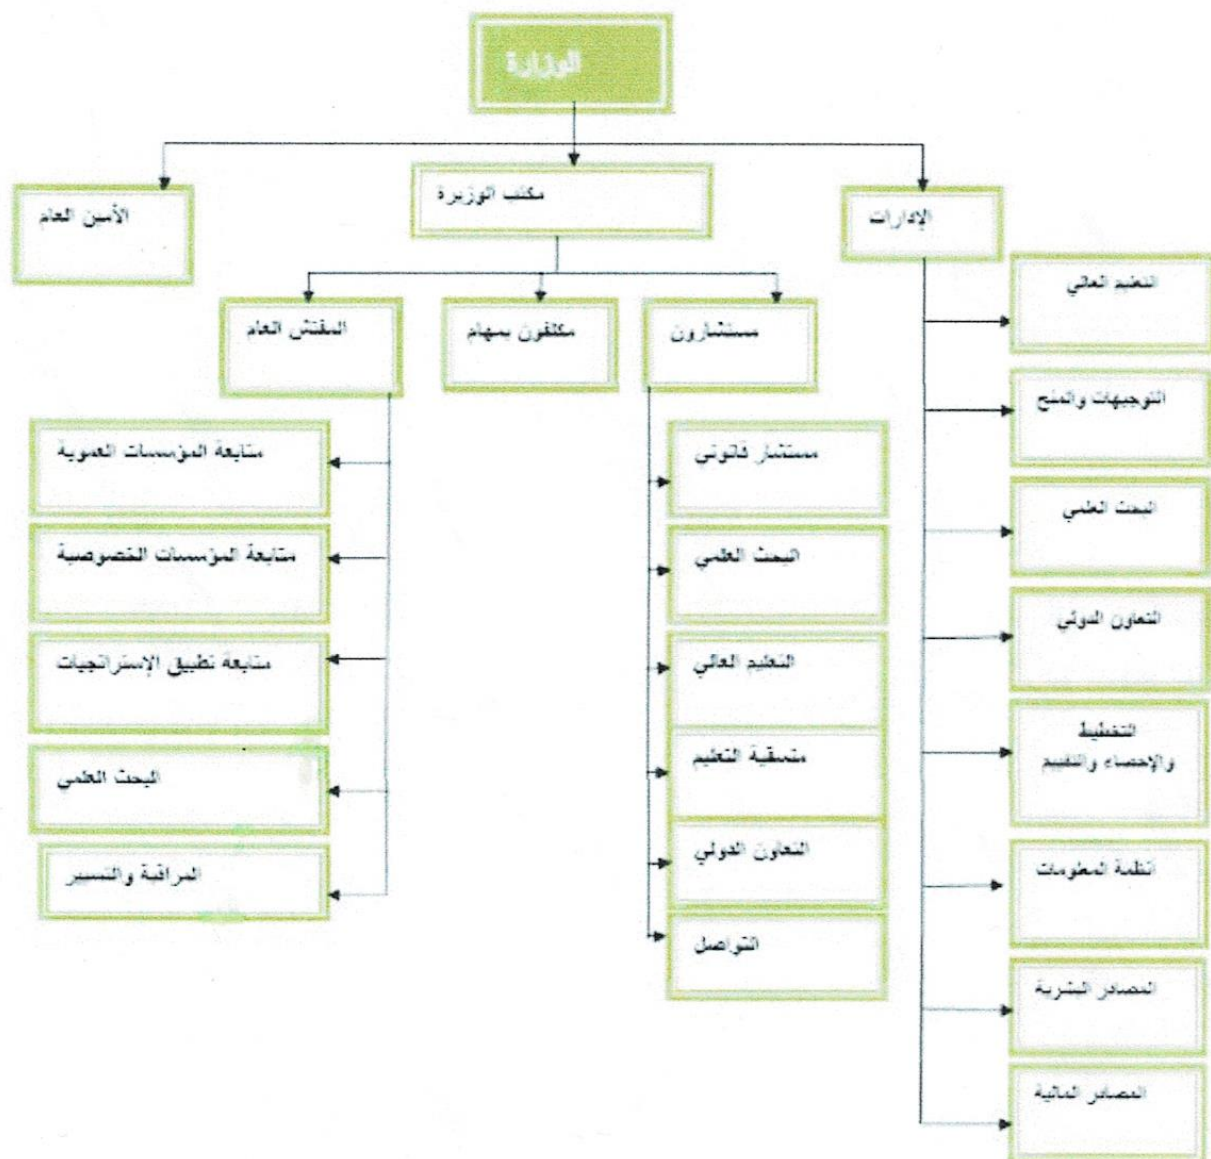 الوزارة
الإدارات
مكتب الوزيرة
الأمين العام
التعليم العالي
التوجيهات والمنح
البحث العلمي
التعاون الدولي
التخطيط
والإحصاء والتقييم
أنظمة المعلومات
المصادر البشرية
المصادر المالية
مستشارون
مكلفون بمهام
المفتش العام
مستشار قانوني
البحث العلمي
التعليم العالي
منسقية التعليم
التعاون الدولي
التواصل
متابعة المؤسسات العموية
متابعة المؤسسات الخصوصية
متابعة تطبيق الإستراتجيات
البحث العلمي
المراقبة والتسيير